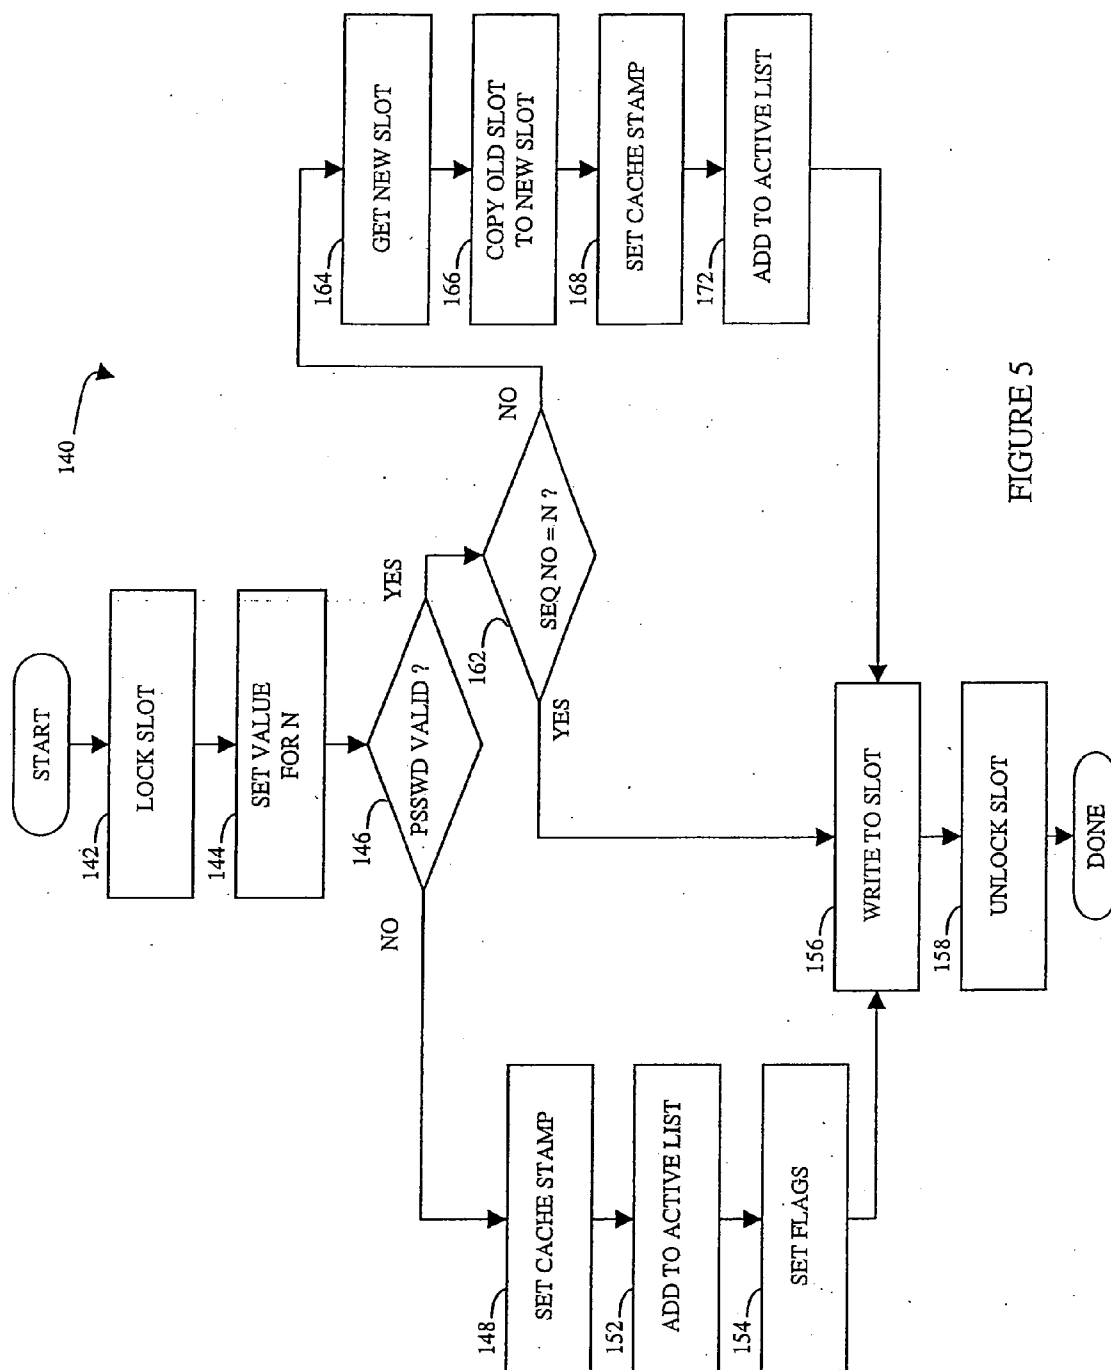 140
START
142
LOCK SLOT
144
SET VALUE
FOR N
146
PSSWD VALID ?
NO
YES
148
SET CACHE STAMP
152
ADD TO ACTIVE LIST
154
SET FLAGS
162
SEQ NO = N ?
YES
NO
164
GET NEW SLOT
166
COPY OLD SLOT
TO NEW SLOT
168
SET CACHE STAMP
172
ADD TO ACTIVE LIST
156
WRITE TO SLOT
158
UNLOCK SLOT
DONE
FIGURE 5